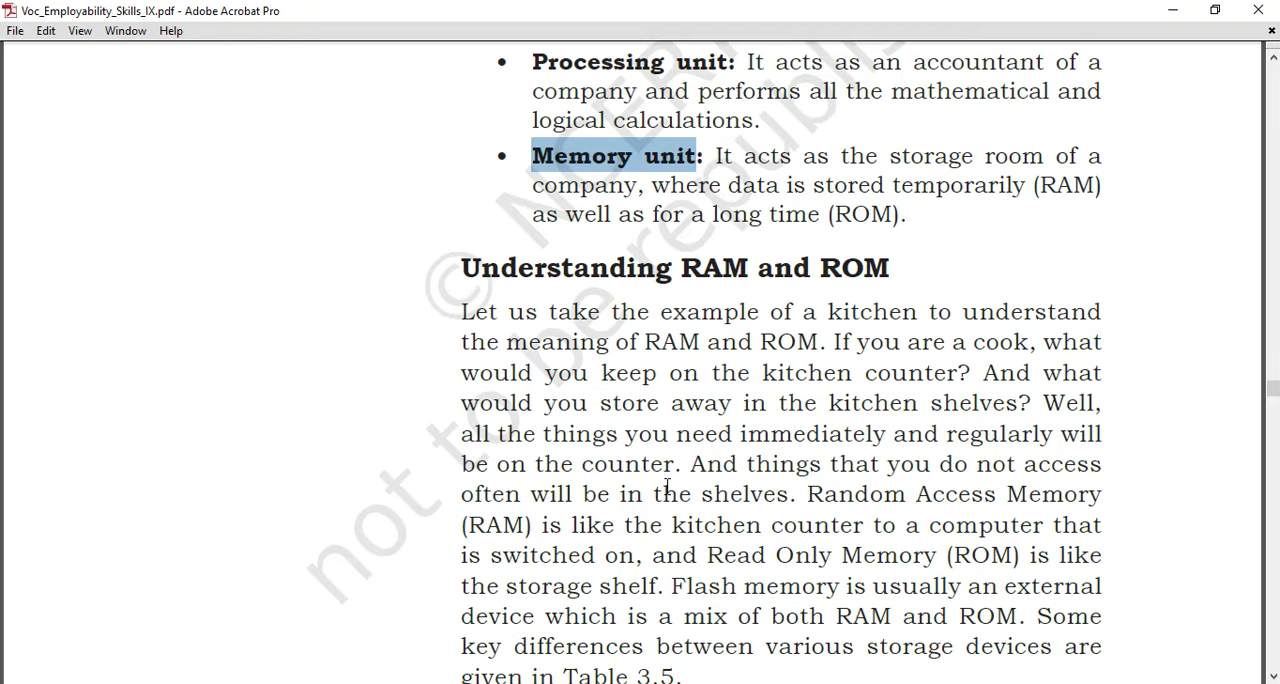 Voc_Employability_Skills_IX.pdf - Adobe Acrobat Pro
File Edit View Window Help
• Processing unit: It acts as an accountant of a
company and performs all the mathematical and
logical calculations.
• Memory unit: It acts as the storage room of a
company, where data is stored temporarily (RAM)
as well as for a long time (ROM).
Understanding RAM and ROM
Let us take the example of a kitchen to understand
the meaning of RAM and ROM. If you are a cook, what
would you keep on the kitchen counter? And what
would you store away in the kitchen shelves? Well,
all the things you need immediately and regularly will
be on the counter. And things that you do not access
often will be in the shelves. Random Access Memory
(RAM) is like the kitchen counter to a computer that
is switched on, and Read Only Memory (ROM) is like
the storage shelf. Flash memory is usually an external
device which is a mix of both RAM and ROM. Some
key differences between various storage devices are
given in Table 3.5.
© NCERT
not to be republis